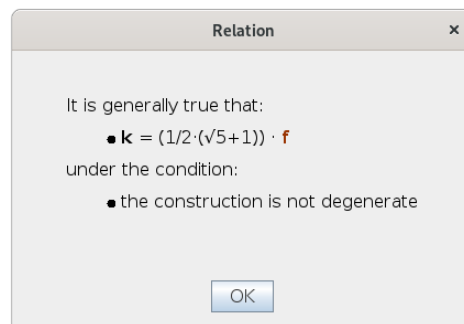 Relation
×
It is generally true that:
● k = (1/2·(√5+1)) · f
under the condition:
● the construction is not degenerate
OK